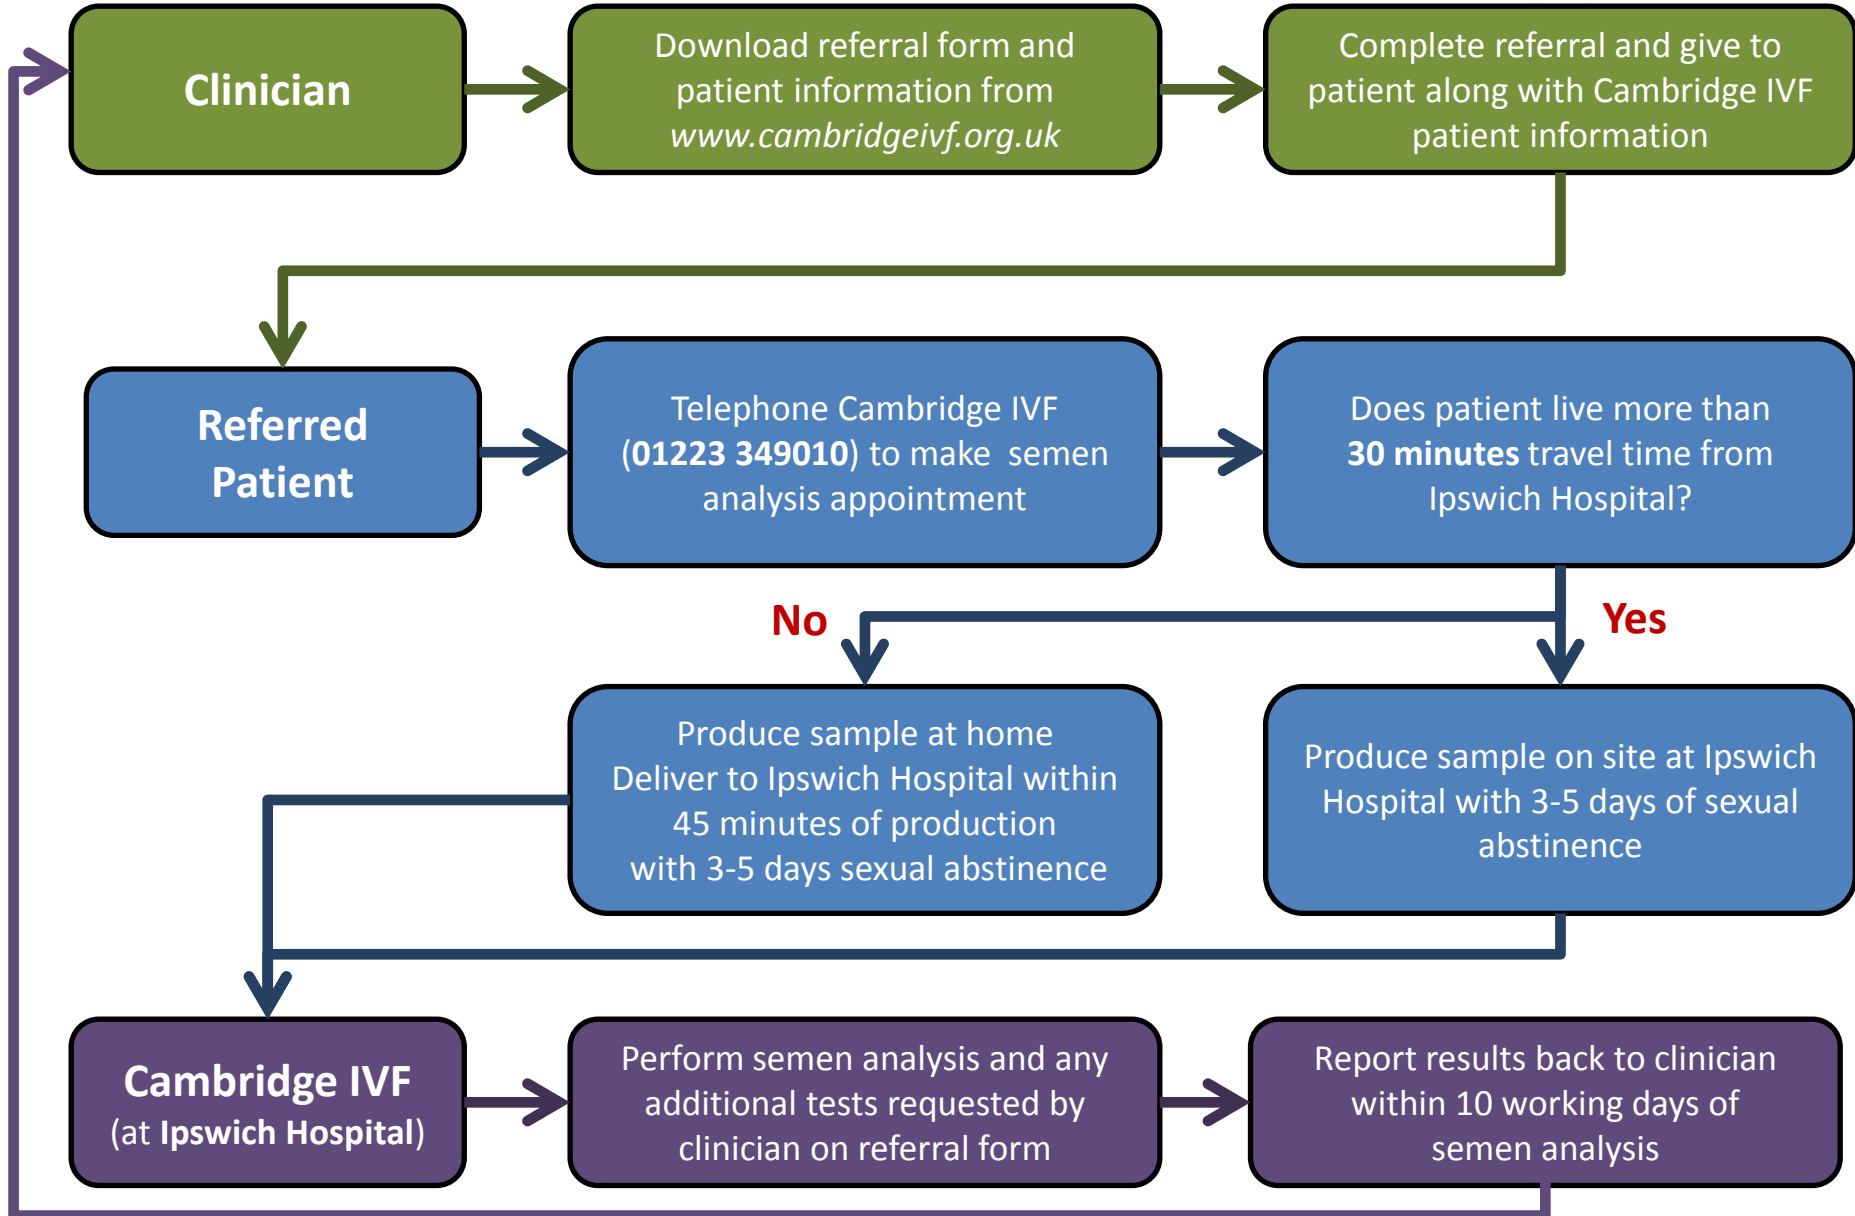 Clinician
Download referral form and
patient information from
www.cambridgeivf.org.uk
Complete referral and give to
patient along with Cambridge IVF
patient information
Referred
Patient
Telephone Cambridge IVF
(01223 349010) to make  semen
analysis appointment
Does patient live more than
30 minutes travel time from
Ipswich Hospital?
No
Yes
Produce sample at home
Deliver to Ipswich Hospital within
45 minutes of production
with 3-5 days sexual abstinence
Produce sample on site at Ipswich
Hospital with 3-5 days of sexual
abstinence
Cambridge IVF
(at Ipswich Hospital)
Perform semen analysis and any
additional tests requested by
clinician on referral form
Report results back to clinician
within 10 working days of
semen analysis